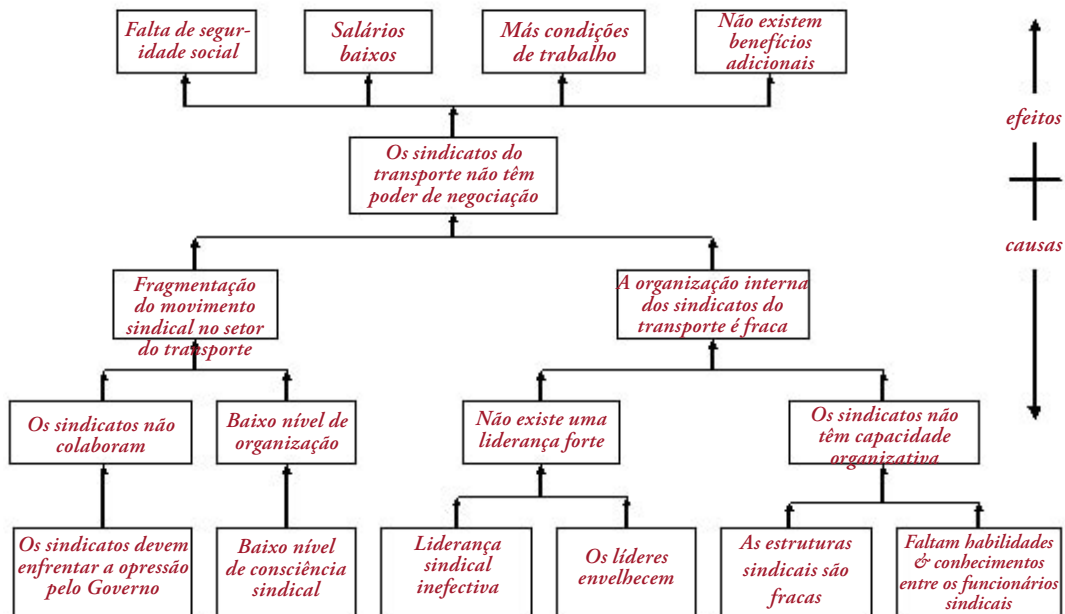 Falta de segur-
idade social
Salários
baixos
Más condições
de trabalho
Não existem
benefícios
adicionais
efeitos
Os sindicatos do
transporte não têm
poder de negociação
causas
Fragmentação
do movimento
sindical no setor
do transporte
A organização interna
dos sindicatos do
transporte é fraca
Os sindicatos não
colaboram
Baixo nível de
organização
Não existe uma
liderança forte
Os sindicatos não
têm capacidade
organizativa
Os sindicatos devem
enfrentar a opressão
pelo Governo
Baixo nível
de consciência
sindical
Liderança
sindical
inefectiva
Os líderes
envelhecem
As estruturas
sindicais são
fracas
Faltam habilidades
& conhecimentos
entre os funcionários
sindicais